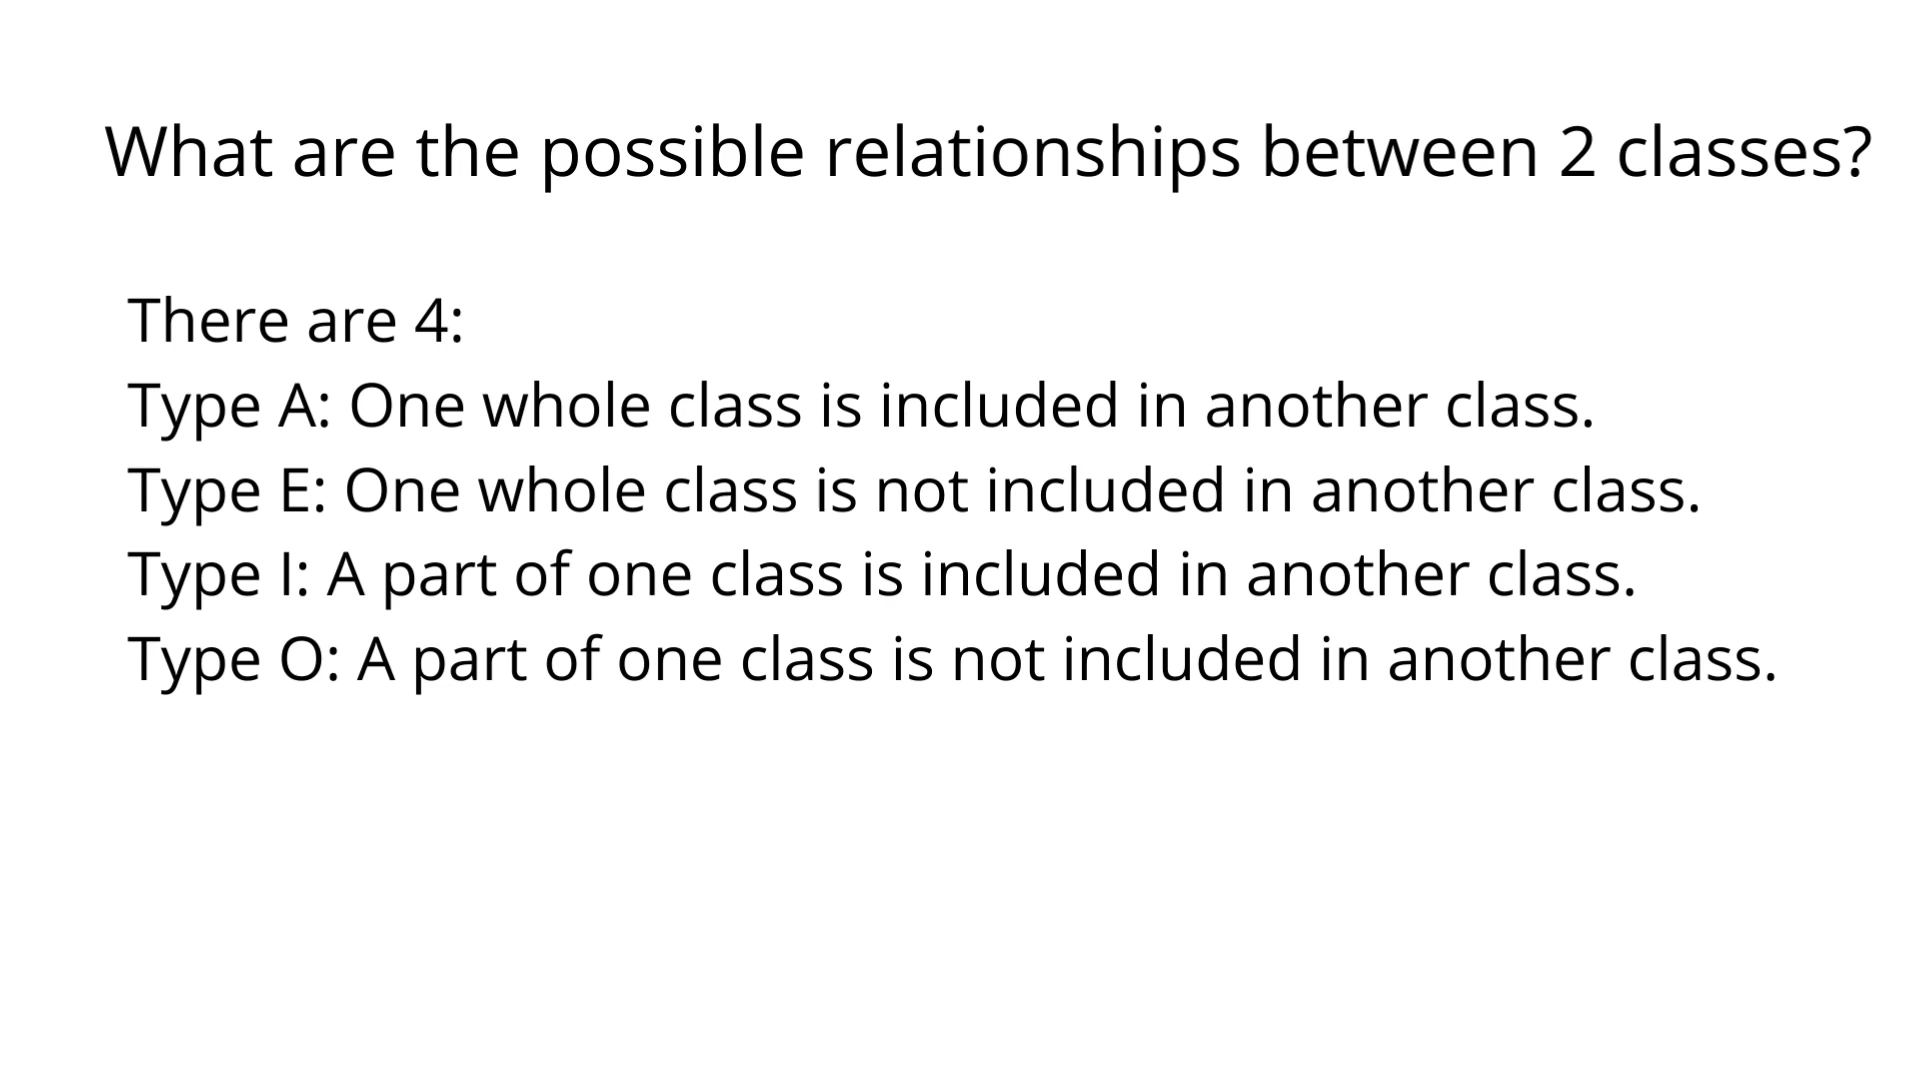 What are the possible relationships between 2 classes?
There are 4:
Type A: One whole class is included in another class.
Type E: One whole class is not included in another class.
Type I: A part of one class is included in another class.
Type O: A part of one class is not included in another class.